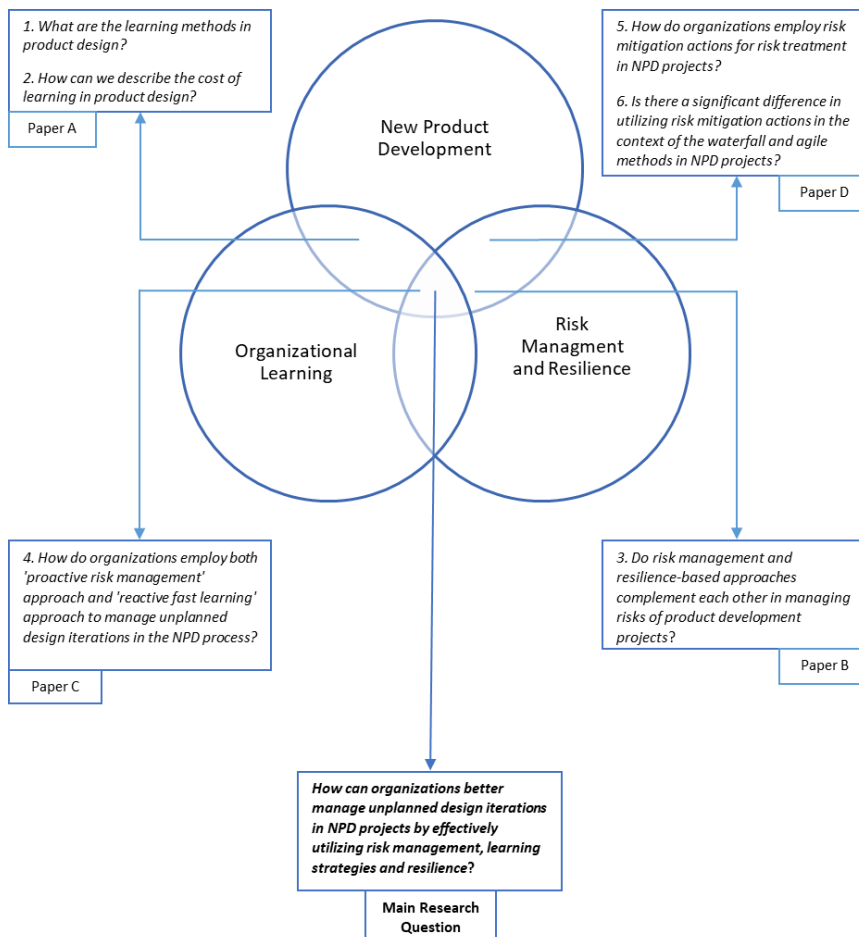 1. What are the learning methods in
product design?
2. How can we describe the cost of
learning in product design?
Paper A
5. How do organizations employ risk
mitigation actions for risk treatment
in NPD projects?
6. Is there a significant difference in
utilizing risk mitigation actions in the
context of the waterfall and agile
methods in NPD projects?
Paper D
New Product
Development
Organizational
Learning
Risk
Managment
and Resilience
4. How do organizations employ both
'proactive risk management'
approach and 'reactive fast learning'
approach to manage unplanned
design iterations in the NPD process?
Paper C
3. Do risk management and
resilience-based approaches
complement each other in managing
risks of product development
projects?
Paper B
How can organizations better
manage unplanned design iterations
in NPD projects by effectively
utilizing risk management, learning
strategies and resilience?
Main Research
Question